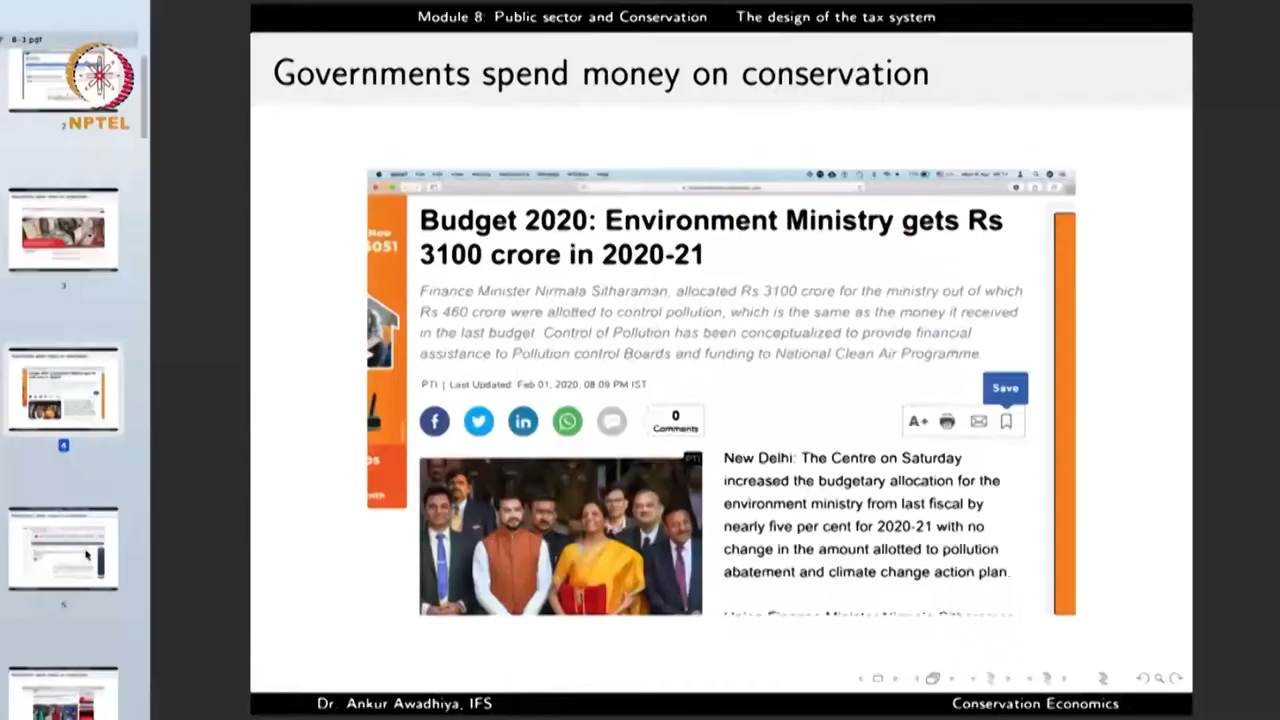 Module 8: Public sector and Conservation The design of the tax system
8-3 pdf
NPTEL
2
3
4
5
Governments spend money on conservation
New
SOS1
Budget 2020: Environment Ministry gets Rs
3100 crore in 2020-21
Finance Minister Nirmala Sitharaman, allocated Rs 3100 crore for the ministry out of which
Rs 460 crore were allotted to control pollution, which is the same as the money it received
in the last budget. Control of Pollution has been conceptualized to provide financial
assistance to Pollution control Boards and funding to National Clean Air Programme.
PTI | Last Updated: Feb 01, 2020, 08.09 PM IST
Save
0
Comments
A+
PTI
New Delhi: The Centre on Saturday
increased the budgetary allocation for the
environment ministry from last fiscal by
nearly five per cent for 2020-21 with no
change in the amount allotted to pollution
abatement and climate change action plan.
Dr. Ankur Awadhiya, IFS Conservation Economics